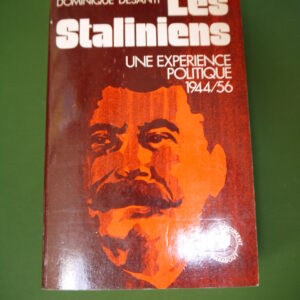 DOMINIQUE DESANTI
Les
Staliniens
UNE EXPERIENCE
POLITIQUE
1944/56